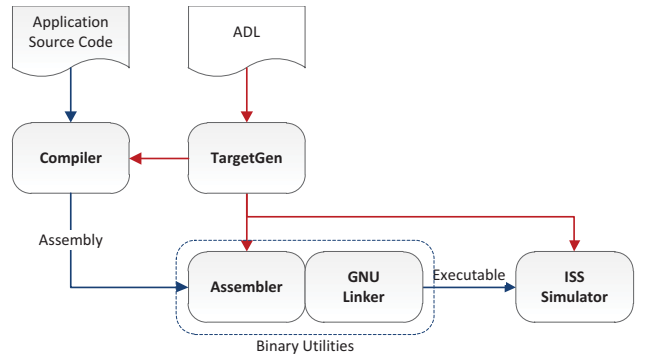 Application
Source Code
ADL
Compiler
TargetGen
Assembly
Assembler
GNU
Linker
Executable
ISS
Simulator
Binary Utilities